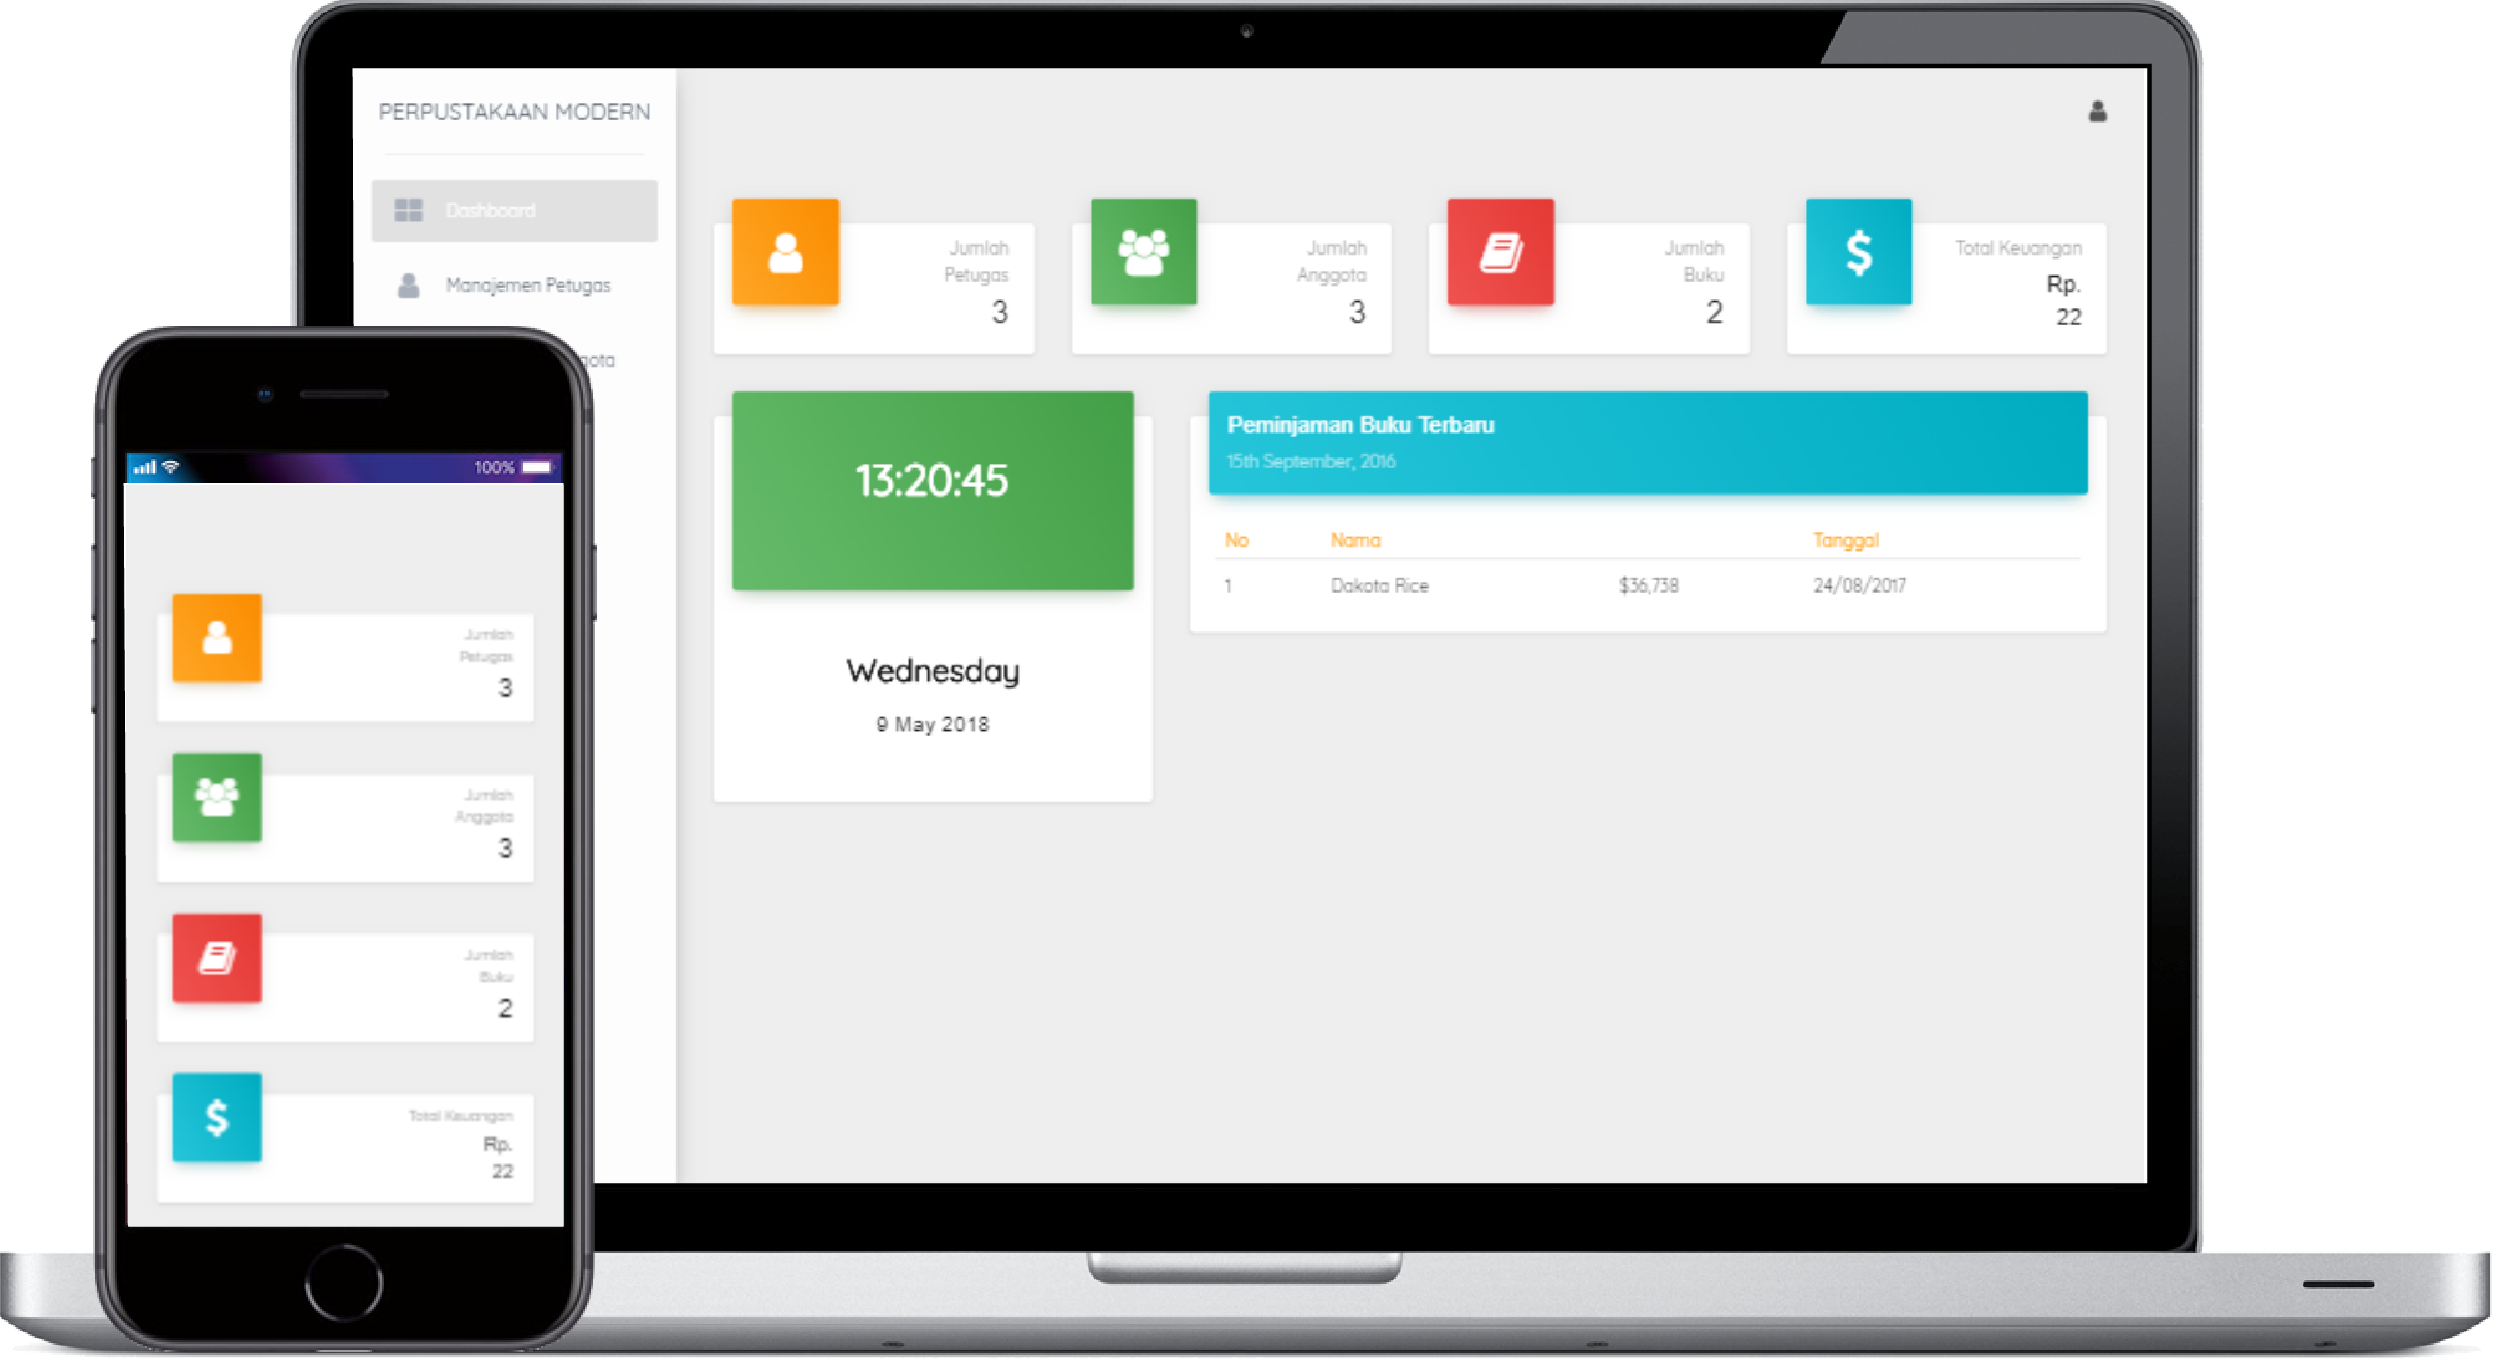 PERPUSTAKAAN MODERN
Dashboard
Manajemen Petugas
gota
Jumlah
Petugas
3
Jumlah
Anggota
3
Jumlah
Buku
2
Total Keuangan
Rp.
22
13:20:45
Wednesday
9 May 2018
Peminjaman Buku Terbaru
15th September, 2016
No Nama Tanggal
1 Dakota Rice $36,738 24/08/2017
100%
Jumlah
Petugas
3
Jumlah
Anggota
3
Jumlah
Buku
2
Total Keuangan
Rp.
22